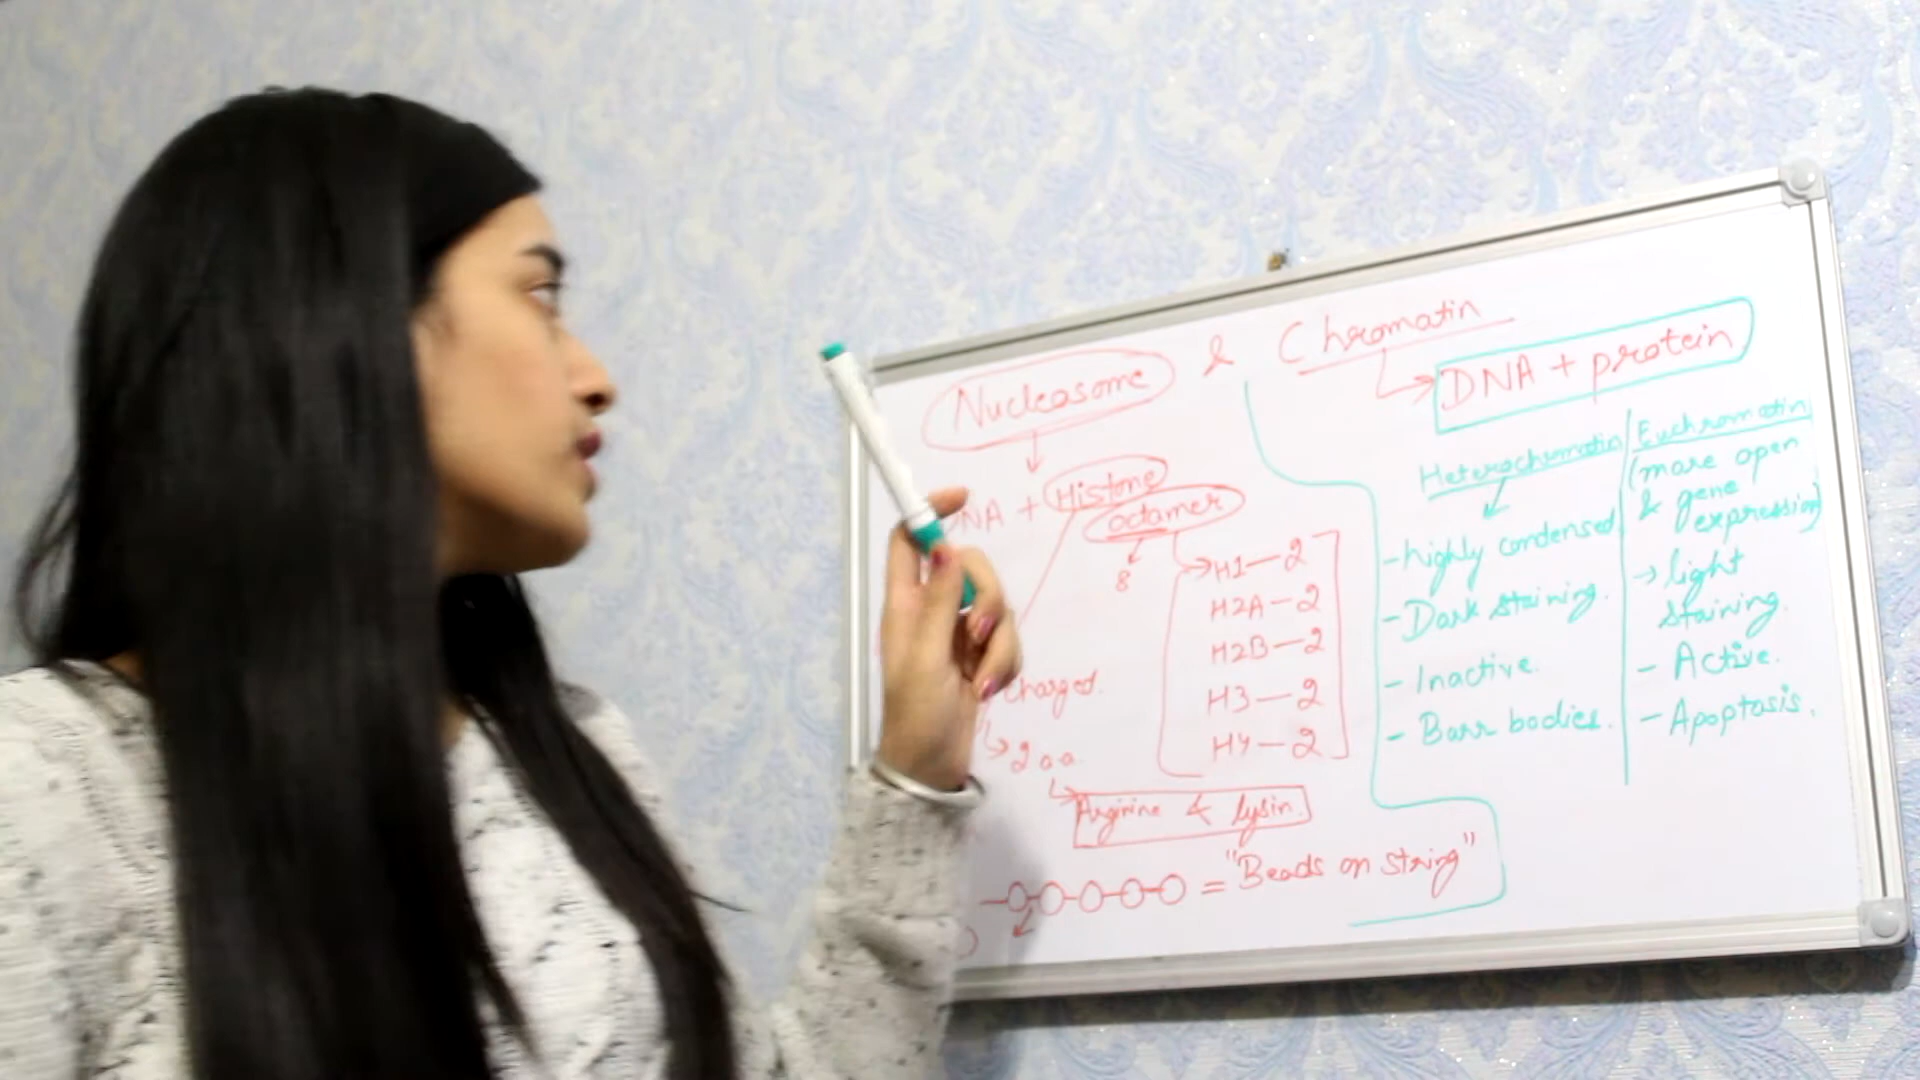 Nucleosome & Chromatin
DNA + protein
DNA + Histone
octamer
8
H1 — 2
H2A — 2
H2B — 2
H3 — 2
H4 — 2
charged.
2 a.a.
Arginine & lysin.
= "Beads on string"
Heterochromatin
- highly condensed
- Dark staining.
- Inactive.
- Barr bodies.
Euchromatin
(more open
& gene
expression)
→ light
staining.
- Active.
- Apoptosis.